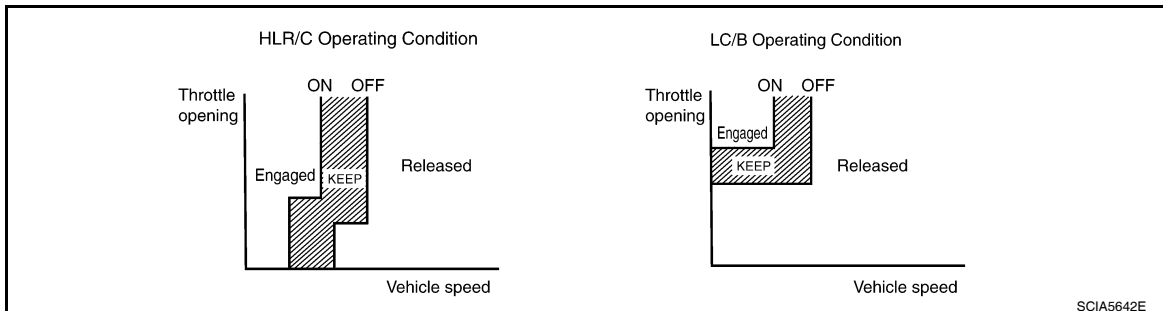 HLR/C Operating Condition
ON OFF
Throttle
opening
Engaged
KEEP
Released
Vehicle speed
LC/B Operating Condition
ON OFF
Throttle
opening
Engaged
KEEP
Released
Vehicle speed
SCIA5642E